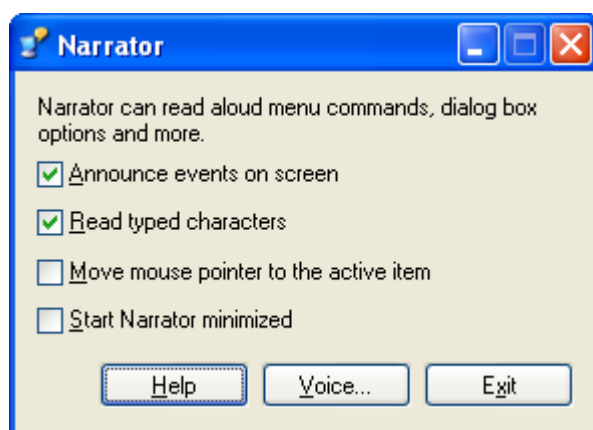 Narrator
Narrator can read aloud menu commands, dialog box
options and more.
Announce events on screen
Read typed characters
Move mouse pointer to the active item
Start Narrator minimized
Help Voice... Exit